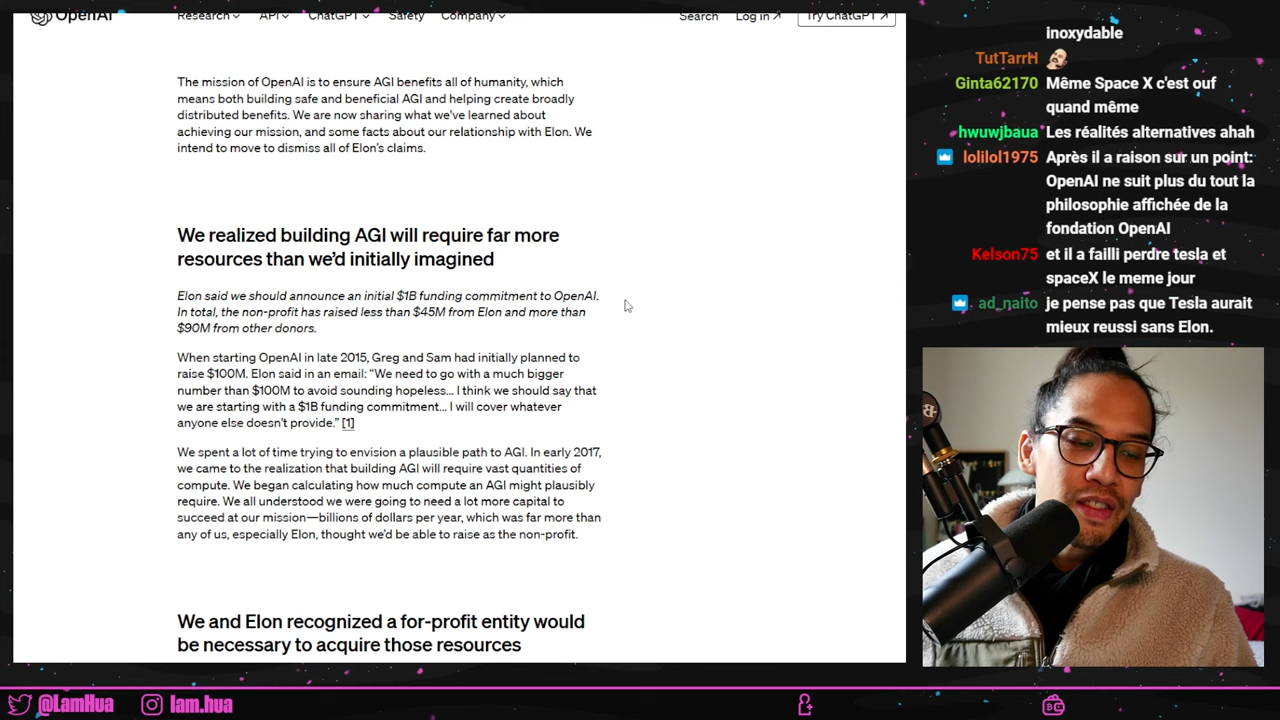 OpenAI
Research
API
ChatGPT
Safety
Company
Search
Log in ↗
Try ChatGPT ↗
The mission of OpenAI is to ensure AGI benefits all of humanity, which
means both building safe and beneficial AGI and helping create broadly
distributed benefits. We are now sharing what we've learned about
achieving our mission, and some facts about our relationship with Elon. We
intend to move to dismiss all of Elon's claims.
We realized building AGI will require far more
resources than we'd initially imagined
Elon said we should announce an initial $1B funding commitment to OpenAI.
In total, the non-profit has raised less than $45M from Elon and more than
$90M from other donors.
When starting OpenAI in late 2015, Greg and Sam had initially planned to
raise $100M. Elon said in an email: “We need to go with a much bigger
number than $100M to avoid sounding hopeless… I think we should say that
we are starting with a $1B funding commitment… I will cover whatever
anyone else doesn't provide.” [1]
We spent a lot of time trying to envision a plausible path to AGI. In early 2017,
we came to the realization that building AGI will require vast quantities of
compute. We began calculating how much compute an AGI might plausibly
require. We all understood we were going to need a lot more capital to
succeed at our mission—billions of dollars per year, which was far more than
any of us, especially Elon, thought we'd be able to raise as the non-profit.
We and Elon recognized a for-profit entity would
be necessary to acquire those resources
inoxydable
TutTarrH
Ginta62170 Même Space X c'est ouf
quand même
hwuwjbaua Les réalités alternatives ahah
lolilol1975 Après il a raison sur un point:
OpenAI ne suit plus du tout la
philosophie affichée de la
fondation OpenAI
Kelson75 et il a failli perdre tesla et
spaceX le meme jour
ad_naito je pense pas que Tesla aurait
mieux reussi sans Elon.
@LamHua
lam.hua